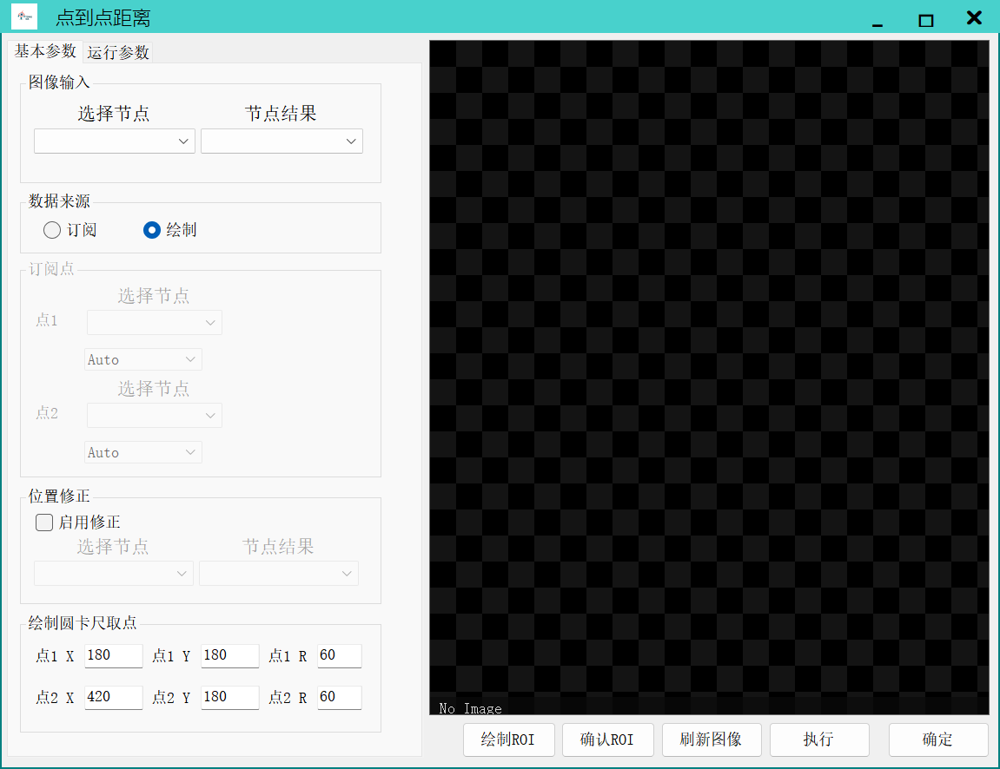 点到点距离
基本参数 运行参数
图像输入
选择节点 节点结果
数据来源
订阅 绘制
订阅点
选择节点
点1
Auto
选择节点
点2
Auto
位置修正
启用修正
选择节点 节点结果
绘制圆卡尺取点
点1 X 180 点1 Y 180 点1 R 60
点2 X 420 点2 Y 180 点2 R 60
No Image
绘制ROI 确认ROI 刷新图像 执行 确定